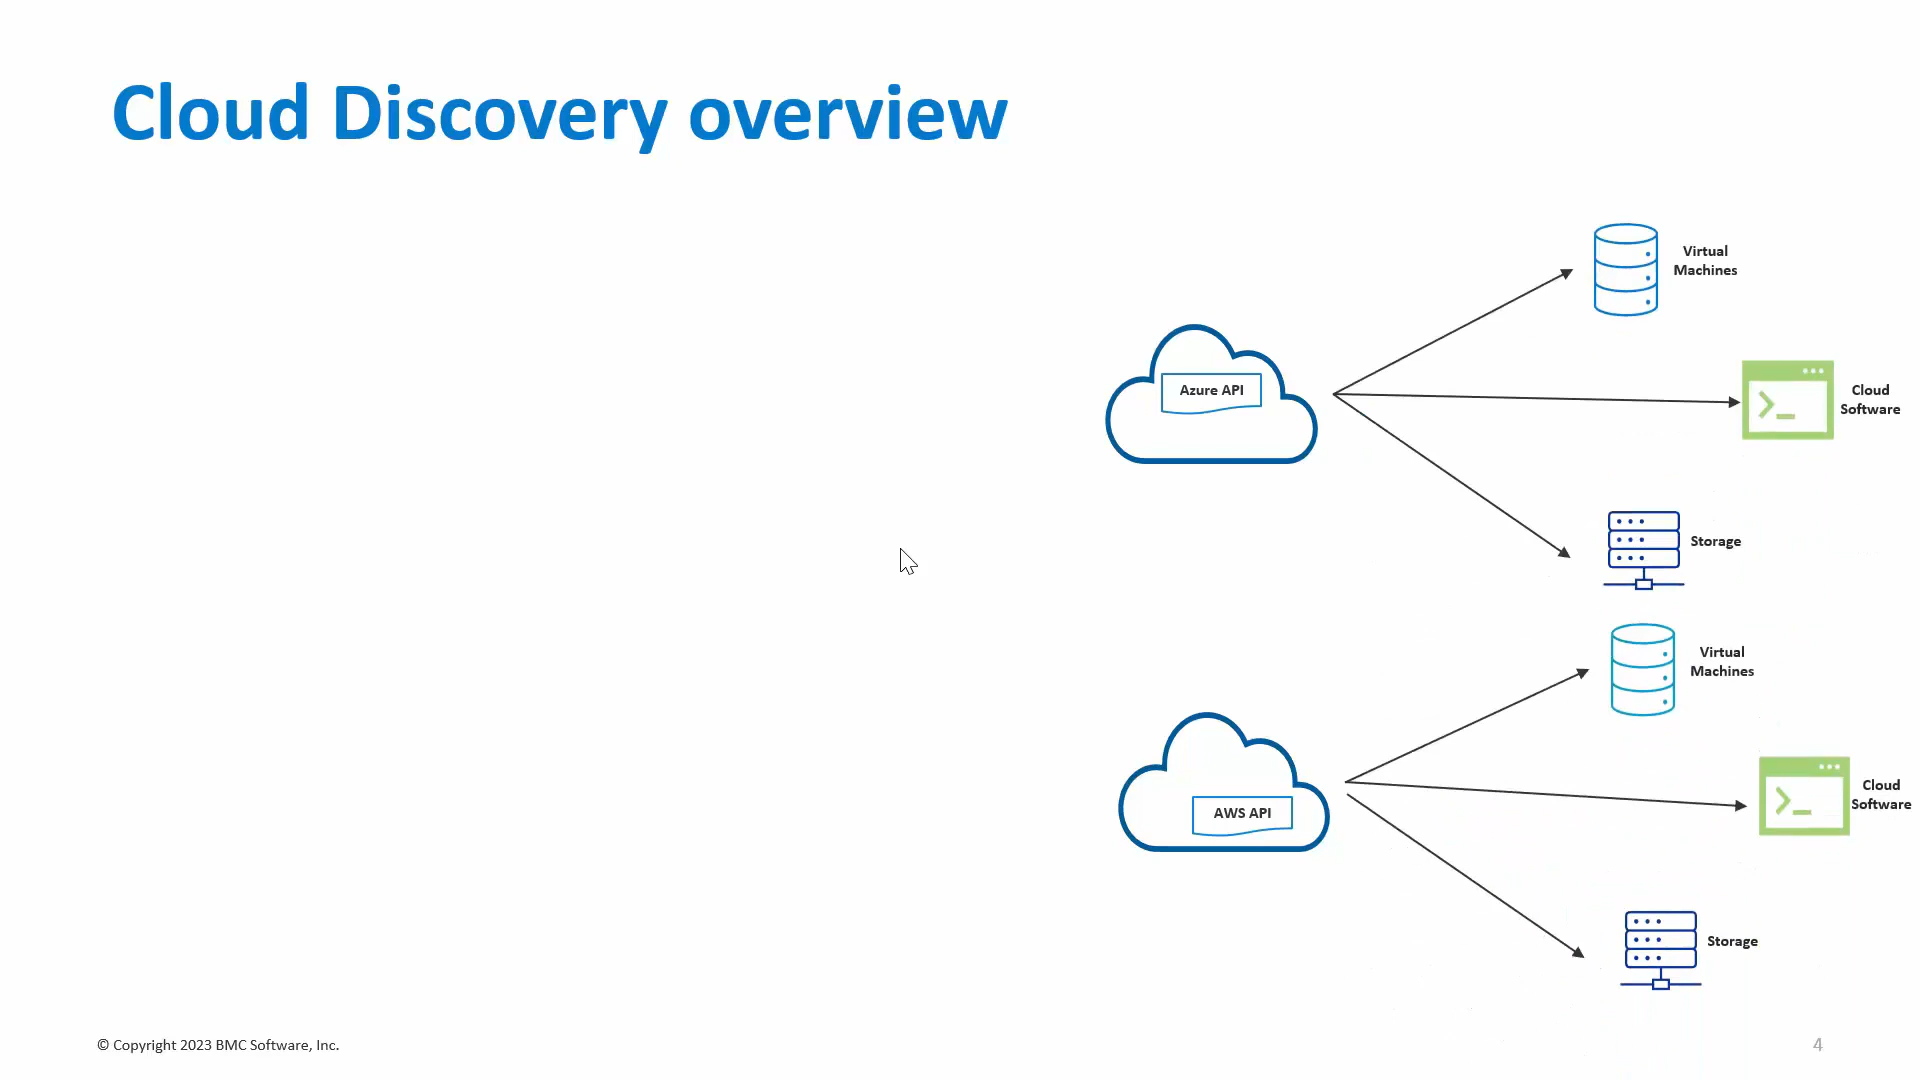 Cloud Discovery overview
Virtual
Machines
Azure API
Cloud
Software
Storage
Virtual
Machines
AWS API
Cloud
Software
Storage
© Copyright 2023 BMC Software, Inc.
4